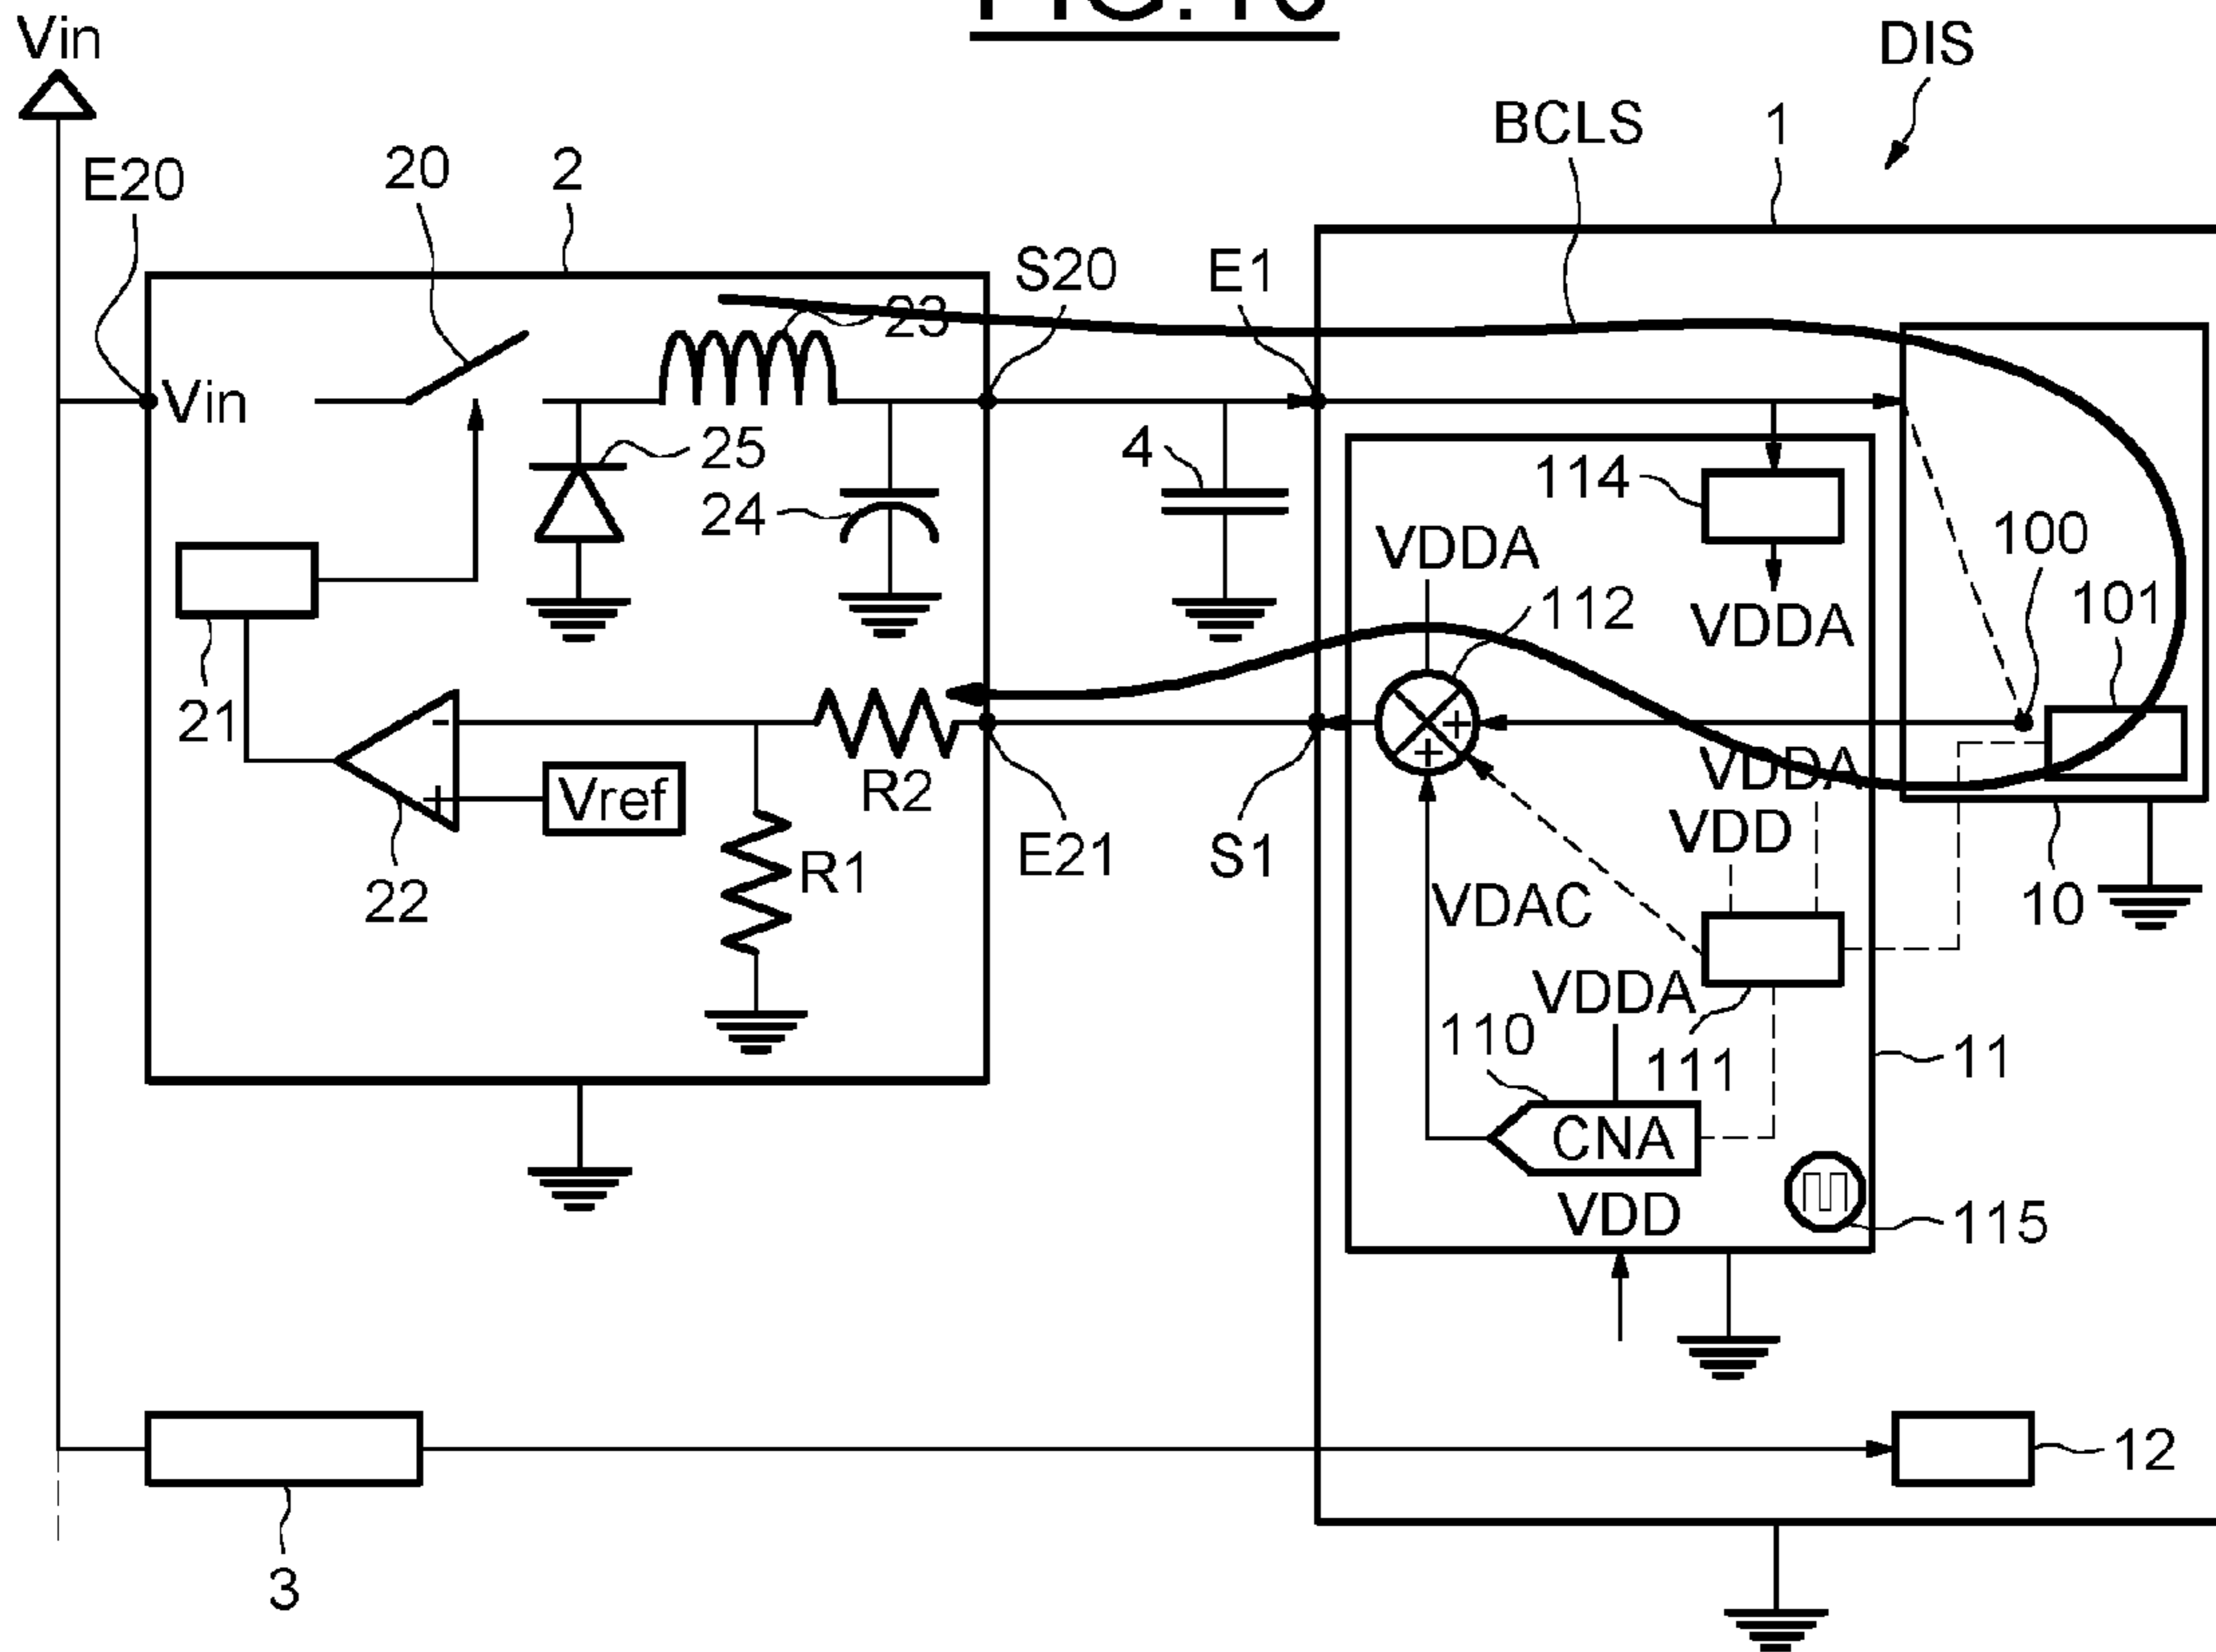 Vin
DIS
BCLS
1
E20
20
2
S20
E1
23
Vin
25
4
114
24
VDDA
100
112
101
VDDA
21
-
+
+
VDDA
R2
+
Vref
VDD
E21
S1
R1
22
VDAC
10
VDDA
110
111
11
CNA
VDD
115
12
3